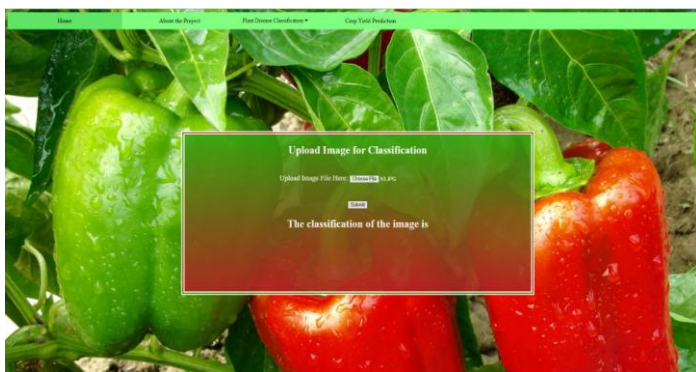 Home About the Project Plant Disease Classification ▾ Crop Yield Prediction
Upload Image for Classification
Upload Image File Here: Choose File
Submit
The classification of the image is